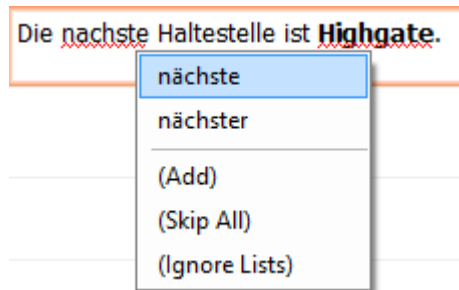 Die nachste Haltestelle ist Highgate.
nächste
nächster
(Add)
(Skip All)
(Ignore Lists)